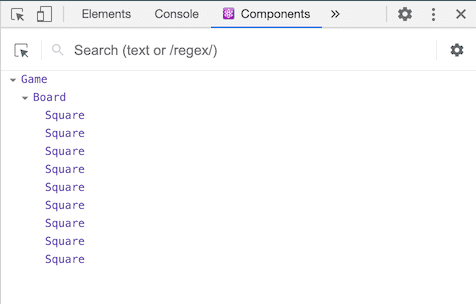 Elements Console Components »
Search (text or /regex/)
Game
Board
Square
Square
Square
Square
Square
Square
Square
Square
Square